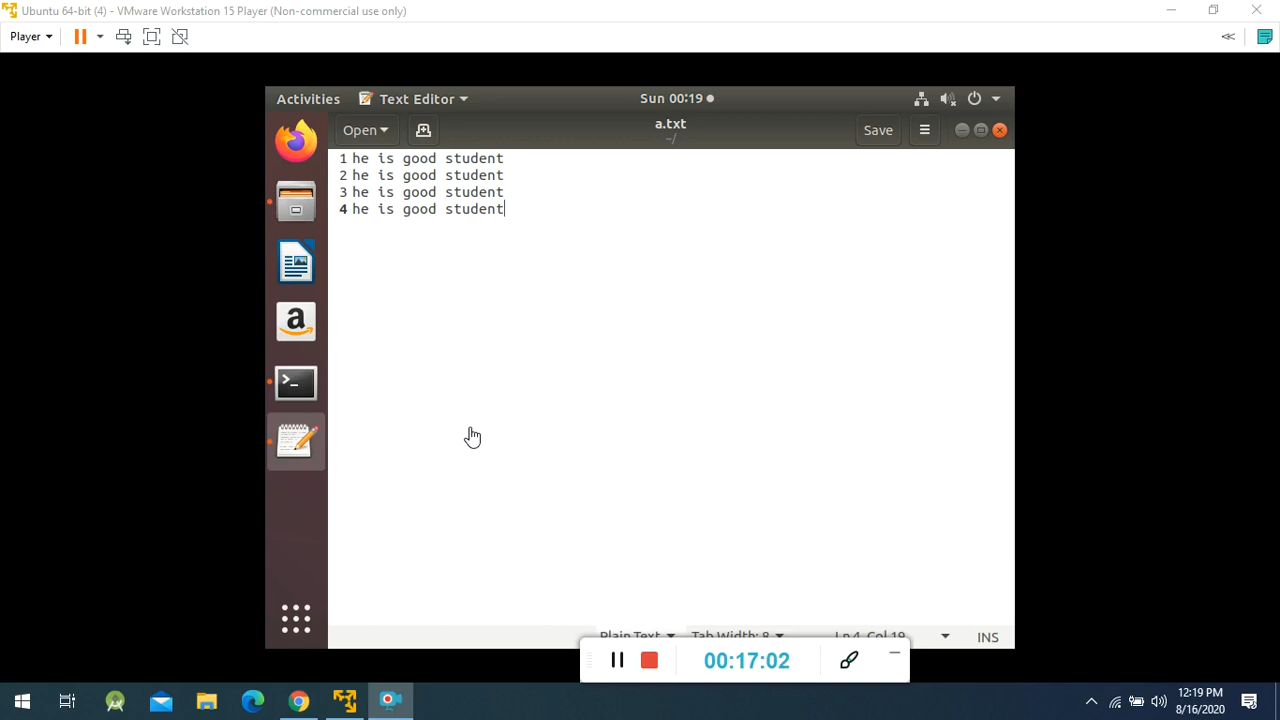 Ubuntu 64-bit (4) - VMware Workstation 15 Player (Non-commercial use only)
Player
Activities Text Editor Sun 00:19
Open a.txt Save
~/
1 he is good student
2 he is good student
3 he is good student
4 he is good student
Plain Text Tab Width: 8 Ln 4, Col 19 INS
00:17:02
12:19 PM
8/16/2020